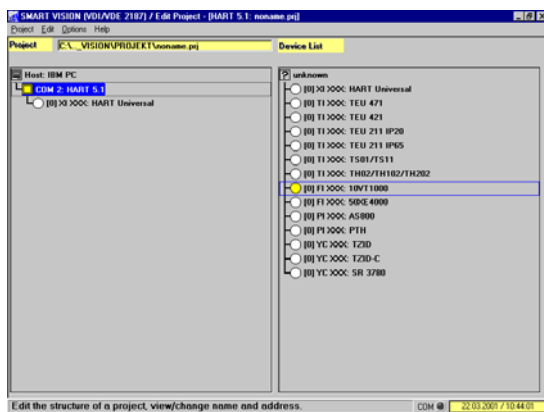 SMART VISION (VDI/VDE 2187) / Edit Project - [HART 5.1: noname.prj]
Project Edit Options Help
Project C:\..._VISION\PROJEKT\noname.prj Device List
Host: IBM PC
COM 2: HART 5.1
[0] XI XXX: HART Universal
? unknown
[0] XI XXX: HART Universal
[0] TI XXX: TEU 471
[0] TI XXX: TEU 421
[0] TI XXX: TEU 211 IP20
[0] TI XXX: TEU 211 IP65
[0] TI XXX: TS01/TS11
[0] TI XXX: TH02/TH102/TH202
[0] FI XXX: 10VT1000
[0] FI XXX: 50XE4000
[0] PI XXX: AS800
[0] PI XXX: PTH
[0] YC XXX: TZID
[0] YC XXX: TZID-C
[0] YC XXX: SR 3780
Edit the structure of a project, view/change name and address. COM 22.03.2001 / 10:44:01